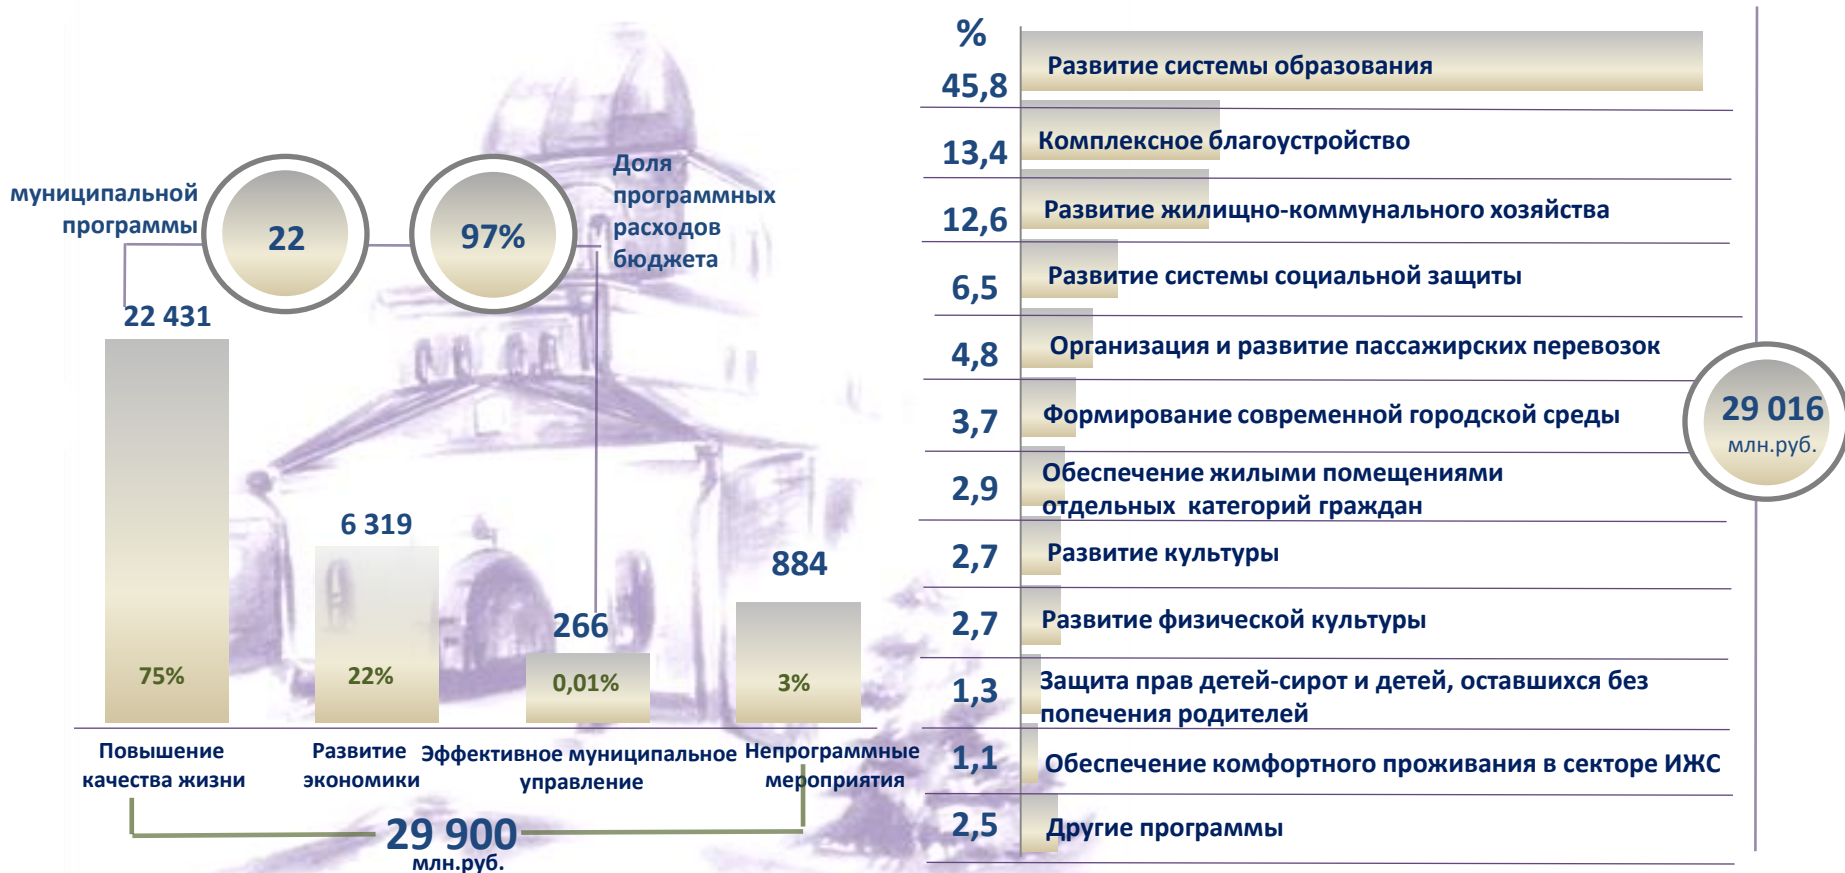 муниципальной
программы
22
97%
Доля
программных
расходов
бюджета
22 431
6 319
266
884
75%
22%
0,01%
3%
Повышение
качества жизни
Развитие
экономики
Эффективное муниципальное
управление
Непрограммные
мероприятия
29 900
млн.руб.
%
45,8
Развитие системы образования
13,4
Комплексное благоустройство
12,6
Развитие жилищно-коммунального хозяйства
6,5
Развитие системы социальной защиты
4,8
Организация и развитие пассажирских перевозок
3,7
Формирование современной городской среды
2,9
Обеспечение жилыми помещениями
отдельных категорий граждан
2,7
Развитие культуры
2,7
Развитие физической культуры
1,3
Защита прав детей-сирот и детей, оставшихся без
попечения родителей
1,1
Обеспечение комфортного проживания в секторе ИЖС
2,5
Другие программы
29 016
млн.руб.